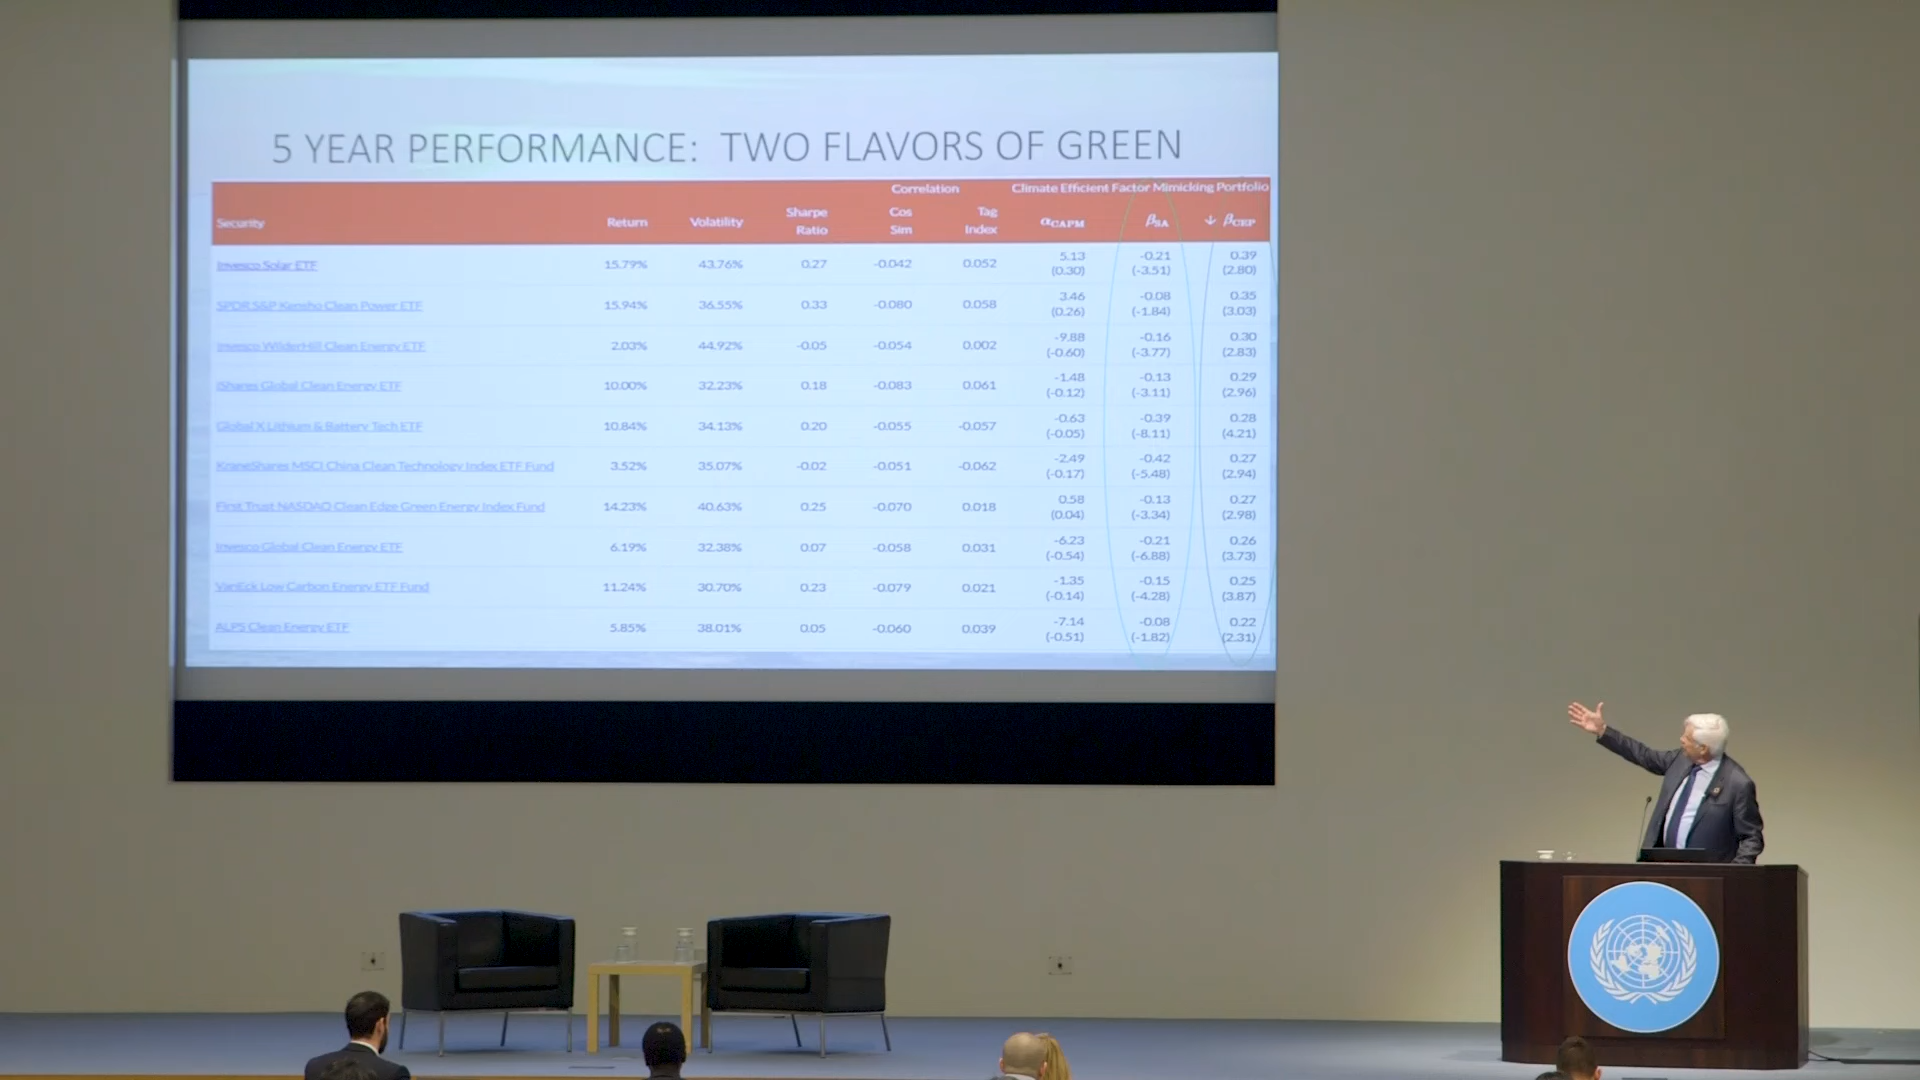 5 YEAR PERFORMANCE: TWO FLAVORS OF GREEN
Correlation Climate Efficient Factor Mimicking Portfolio
Security Return Volatility Sharpe Ratio Cos Sim Tag Index αCAPM βSA ↓ βCEP
Invesco Solar ETF 15.79% 43.76% 0.27 -0.042 0.052 5.13 -0.21 0.39
(0.30) (-3.51) (2.80)
SPDR S&P Kensho Clean Power ETF 15.94% 36.55% 0.33 -0.080 0.058 3.46 -0.08 0.35
(0.26) (-1.84) (3.03)
Invesco WilderHill Clean Energy ETF 2.03% 44.92% -0.05 -0.054 0.002 -9.88 -0.16 0.30
(-0.60) (-3.77) (2.83)
iShares Global Clean Energy ETF 10.00% 32.23% 0.18 -0.083 0.061 -1.48 -0.13 0.29
(-0.12) (-3.11) (2.96)
Global X Lithium & Battery Tech ETF 10.84% 34.13% 0.20 -0.055 -0.057 -0.63 -0.39 0.28
(-0.05) (-8.11) (4.21)
KraneShares MSCI China Clean Technology Index ETF Fund 3.52% 35.07% -0.02 -0.051 -0.062 -2.49 -0.42 0.27
(-0.17) (-5.48) (2.94)
First Trust NASDAQ Clean Edge Green Energy Index Fund 14.23% 40.63% 0.25 -0.070 0.018 0.58 -0.13 0.27
(0.04) (-3.34) (2.98)
Invesco Global Clean Energy ETF 6.19% 32.38% 0.07 -0.058 0.031 -6.23 -0.21 0.26
(-0.54) (-6.88) (3.73)
VanEck Low Carbon Energy ETF Fund 11.24% 30.70% 0.23 -0.079 0.021 -1.35 -0.15 0.25
(-0.14) (-4.28) (3.87)
ALPS Clean Energy ETF 5.85% 38.01% 0.05 -0.060 0.039 -7.14 -0.08 0.22
(-0.51) (-1.82) (2.31)